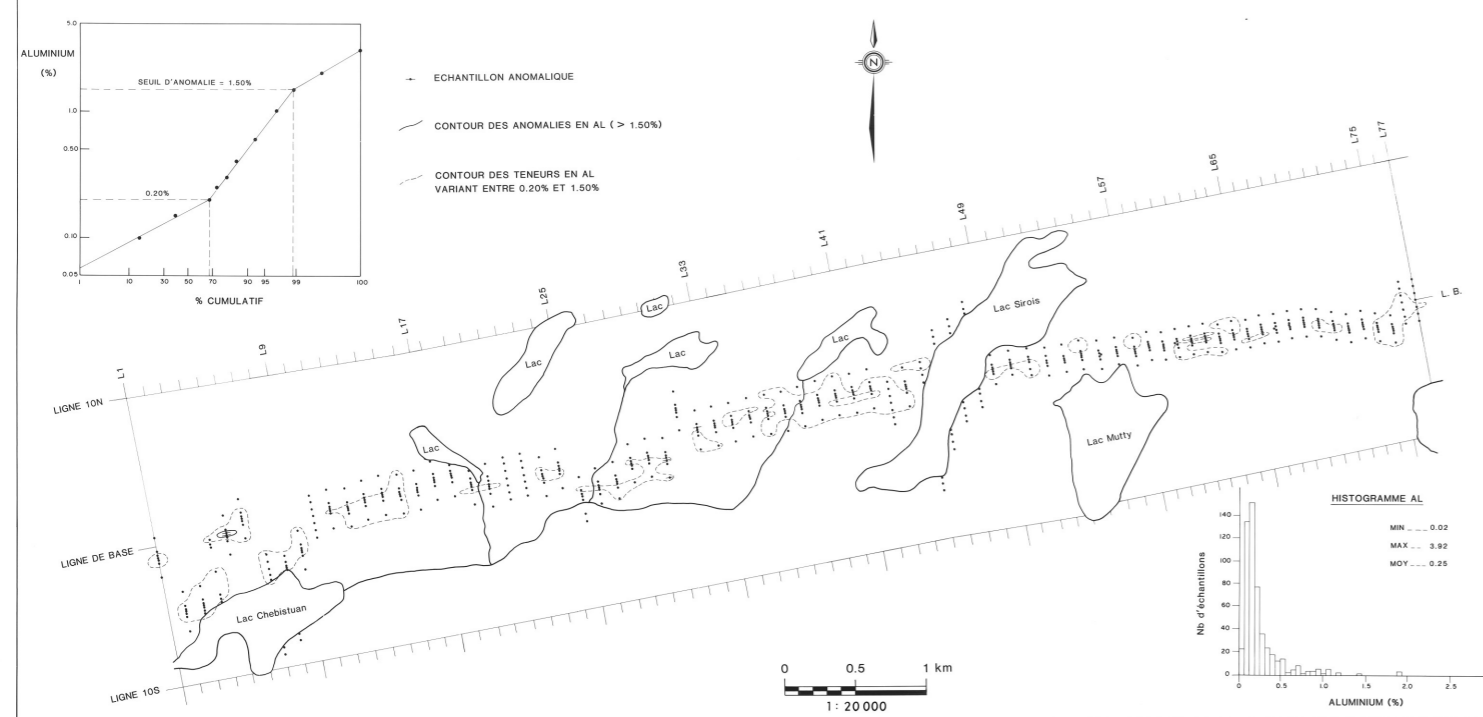 5.0
ALUMINIUM
(%)
SEUIL D'ANOMALIE = 1.50%
1.0
0.50
0.20%
0.10
0.05
1 10 30 50 70 90 95 99 100
% CUMULATIF
ECHANTILLON ANOMALIQUE
CONTOUR DES ANOMALIES EN AL ( > 1.50%)
CONTOUR DES TENEURS EN AL
VARIANT ENTRE 0.20% ET 1.50%
N
L1
L9
L17
L25
L33
L41
L49
L57
L65
L75
L77
LIGNE 10N
LIGNE DE BASE
LIGNE 10S
L. B.
Lac
Lac
Lac
Lac
Lac
Lac Sirois
Lac Mutty
Lac Chebistuan
0 0.5 1 km
1: 20 000
HISTOGRAMME AL
MIN _ _ _ 0.02
MAX _ _ 3.92
MOY _ _ _ 0.25
Nb d'échantillons
140
120
100
80
60
40
20
0
0 0.5 1.0 1.5 2.0 2.5
ALUMINIUM (%)